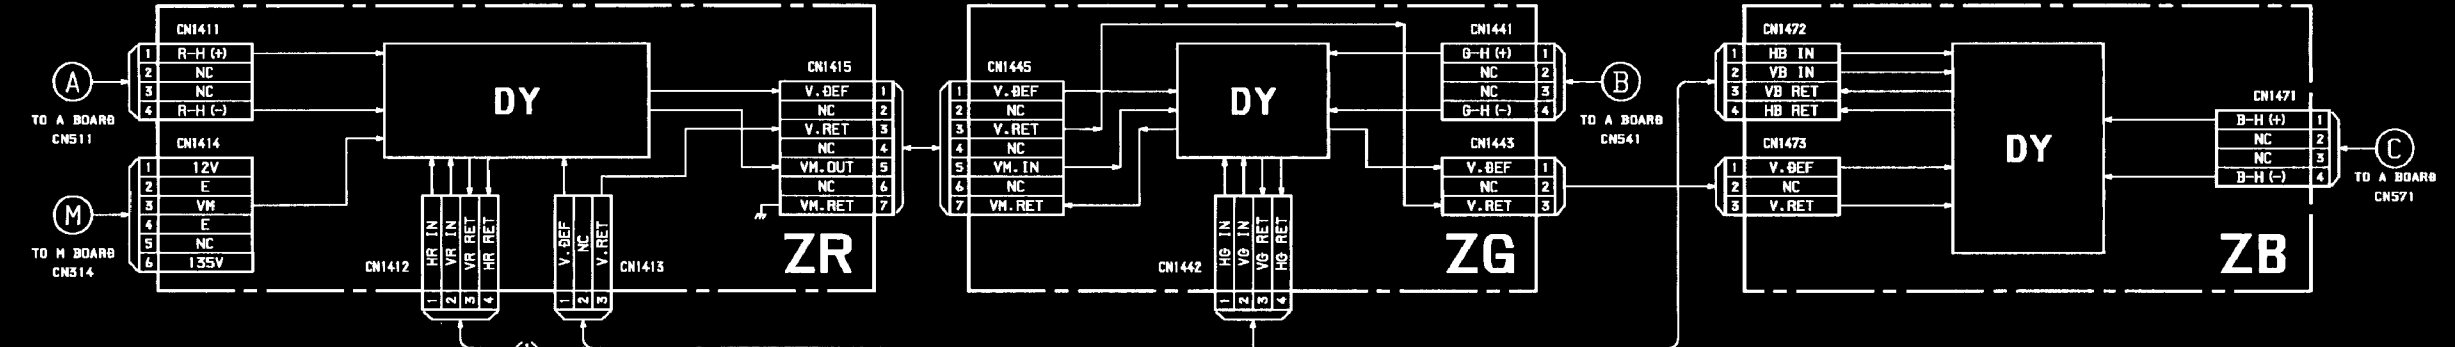 CN1411
1 R-H (+)
2 NC
3 NC
4 R-H (-)
A
TO A BOARD
CN511
CN1414
1 12V
2 E
3 VM
4 E
5 NC
6 135V
M
TO M BOARD
CN314
DY
CN1412
HR IN
VR IN
VR RET
HR RET
1 2 3 4
V.DEF
NC
V.RET
1 2 3
CN1413
CN1415
V.DEF 1
NC 2
V.RET 3
NC 4
VM.OUT 5
NC 6
VM.RET 7
ZR
CN1445
1 V.DEF
2 NC
3 V.RET
4 NC
5 VM.IN
6 NC
7 VM.RET
DY
CN1442
HG IN
VG IN
VG RET
HG RET
1 2 3 4
CN1441
G-H (+) 1
NC 2
NC 3
G-H (-) 4
B
TO A BOARD
CN541
CN1443
V.DEF 1
NC 2
V.RET 3
ZG
CN1472
1 HB IN
2 VB IN
3 VB RET
4 HB RET
CN1473
1 V.DEF
2 NC
3 V.RET
DY
CN1471
B-H (+) 1
NC 2
NC 3
B-H (-) 4
C
TO A BOARD
CN571
ZB